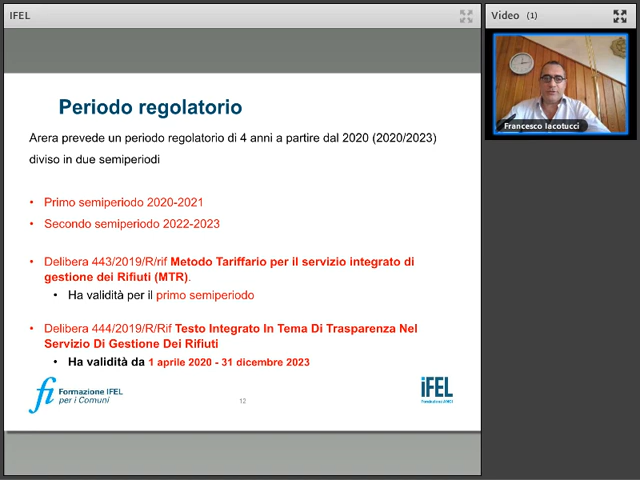 IFEL
Video (1)
Francesco Iacotucci
Periodo regolatorio
Arera prevede un periodo regolatorio di 4 anni a partire dal 2020 (2020/2023)
diviso in due semiperiodi
• Primo semiperiodo 2020-2021
• Secondo semiperiodo 2022-2023
• Delibera 443/2019/R/rif Metodo Tariffario per il servizio integrato di
gestione dei Rifiuti (MTR).
• Ha validità per il primo semiperiodo
• Delibera 444/2019/R/Rif Testo Integrato In Tema Di Trasparenza Nel
Servizio Di Gestione Dei Rifiuti
• Ha validità da 1 aprile 2020 - 31 dicembre 2023
fi Formazione IFEL
per i Comuni
12
iFEL